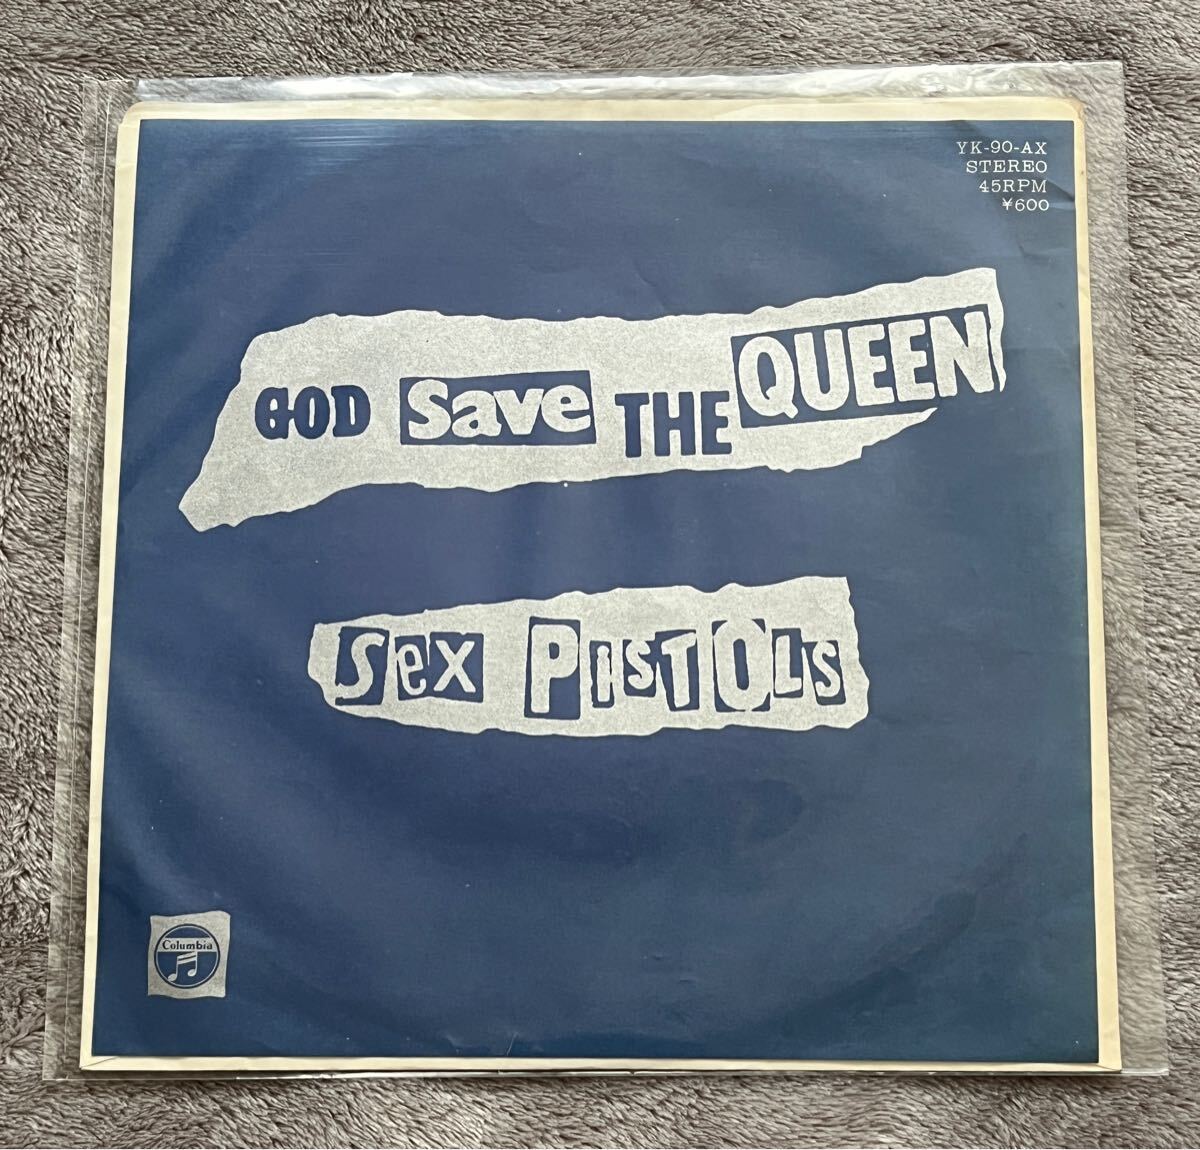 YK-90-AX
STEREO
45RPM
¥600
GOD Save THE QUEEN
Sex PISTOLS
Columbia